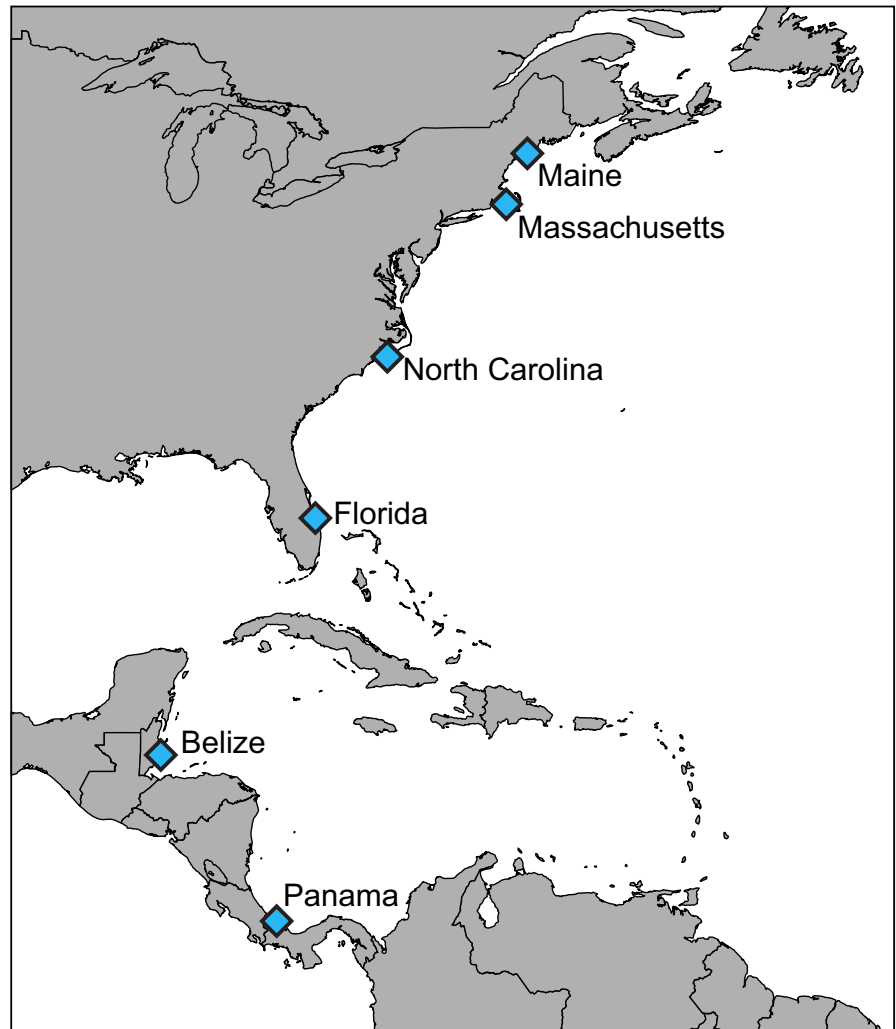 Maine
Massachusetts
North Carolina
Florida
Belize
Panama